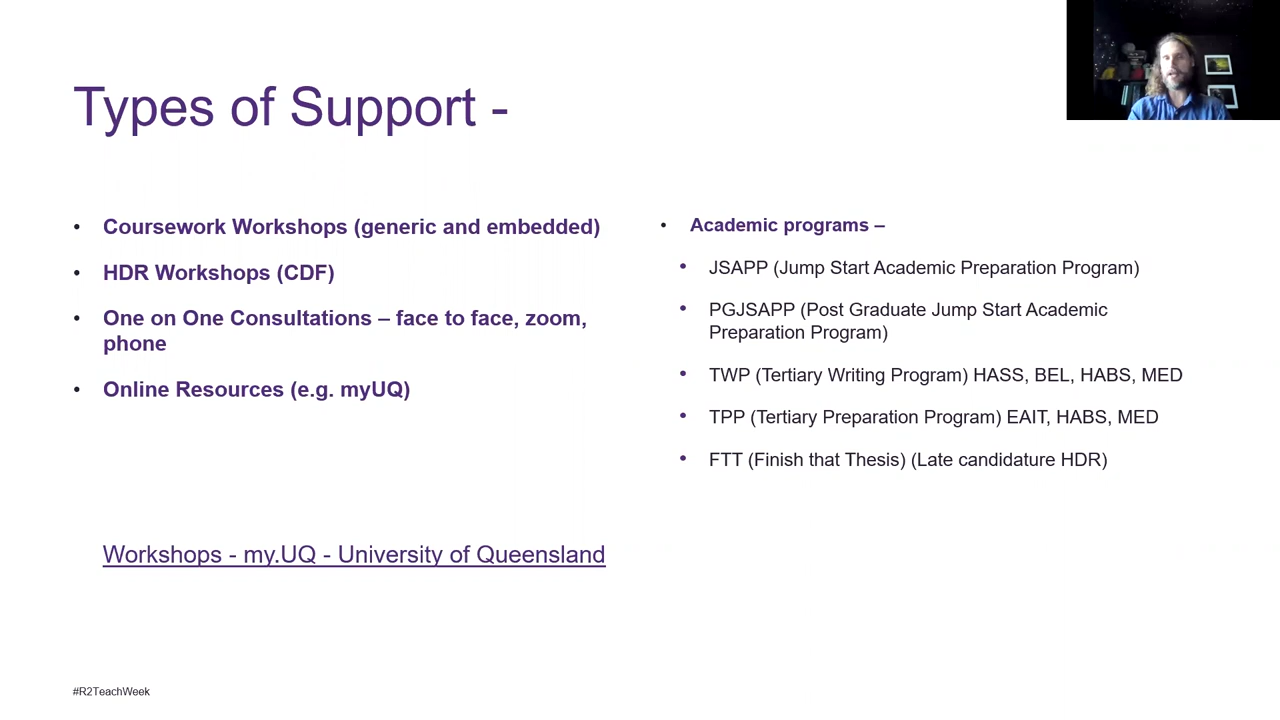 Types of Support -
• Coursework Workshops (generic and embedded)
• HDR Workshops (CDF)
• One on One Consultations – face to face, zoom,
phone
• Online Resources (e.g. myUQ)
Workshops - my.UQ - University of Queensland
• Academic programs –
• JSAPP (Jump Start Academic Preparation Program)
• PGJSAPP (Post Graduate Jump Start Academic
Preparation Program)
• TWP (Tertiary Writing Program) HASS, BEL, HABS, MED
• TPP (Tertiary Preparation Program) EAIT, HABS, MED
• FTT (Finish that Thesis) (Late candidature HDR)
#R2TeachWeek